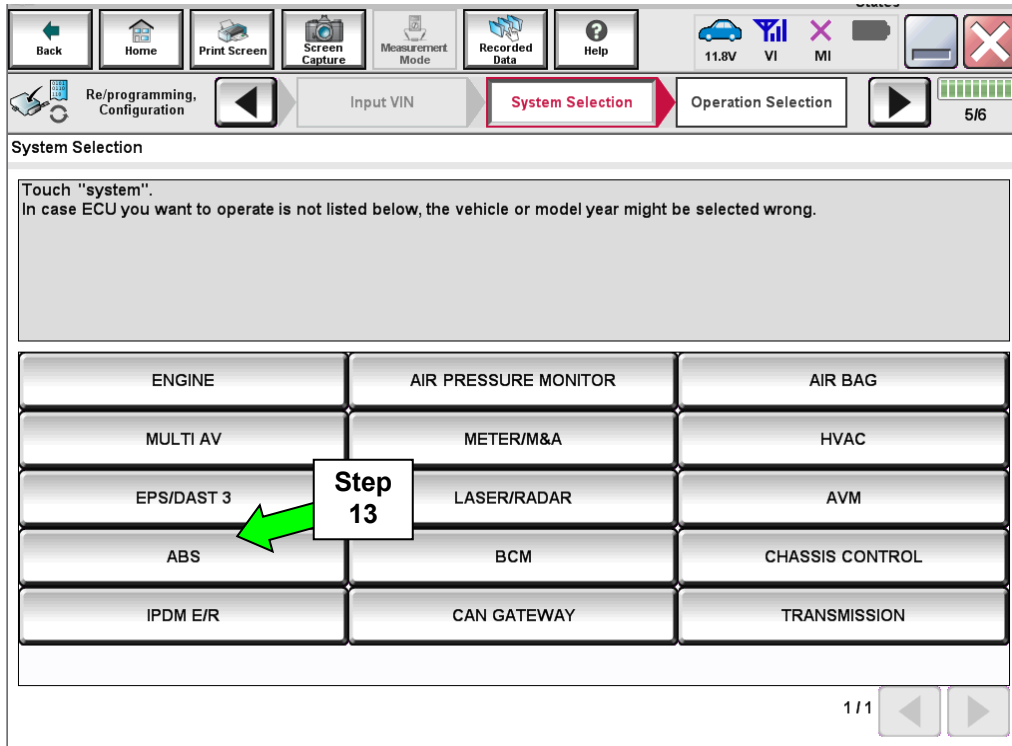 States
Back
Home
Print Screen
Screen
Capture
Measurement
Mode
Recorded
Data
Help
11.8V
VI
MI
Re/programming,
Configuration
Input VIN
System Selection
Operation Selection
5/6
System Selection
Touch "system".
In case ECU you want to operate is not listed below, the vehicle or model year might be selected wrong.
ENGINE
AIR PRESSURE MONITOR
AIR BAG
MULTI AV
METER/M&A
HVAC
EPS/DAST 3
Step
13
LASER/RADAR
AVM
ABS
BCM
CHASSIS CONTROL
IPDM E/R
CAN GATEWAY
TRANSMISSION
1/1